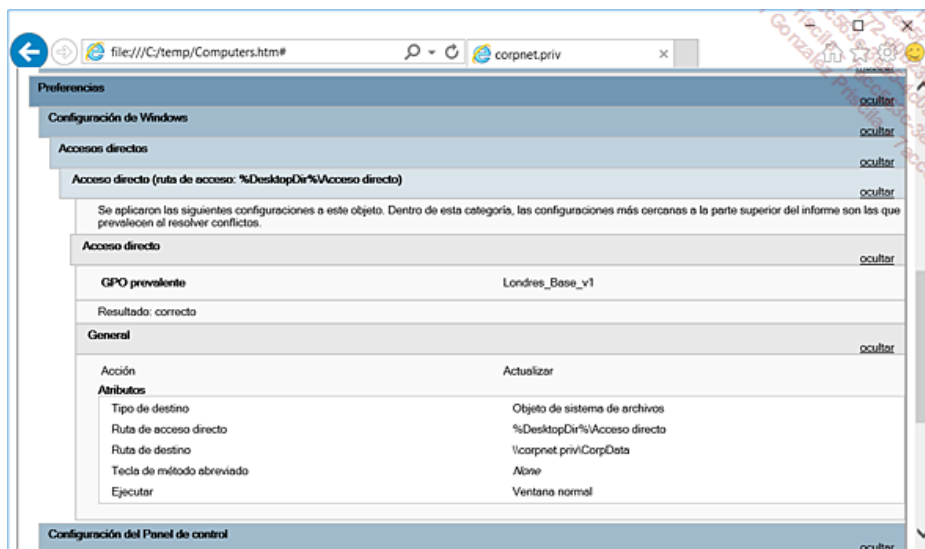 file:///C:/temp/Computers.htm#
corpnet.priv
Preferencias
ocultar
Configuración de Windows
ocultar
Accesos directos
ocultar
Acceso directo (ruta de acceso: %DesktopDir%\Acceso directo)
ocultar
Se aplicaron las siguientes configuraciones a este objeto. Dentro de esta categoría, las configuraciones más cercanas a la parte superior del informe son las que
prevalecen al resolver conflictos.
Acceso directo
ocultar
GPO prevalente Londres_Base_v1
Resultado: correcto
General
ocultar
Acción Actualizar
Atributos
Tipo de destino Objeto de sistema de archivos
Ruta de acceso directo %DesktopDir%\Acceso directo
Ruta de destino \\corpnet.priv\CorpData
Tecla de método abreviado None
Ejecutar Ventana normal
Configuración del Panel de control
ocultar